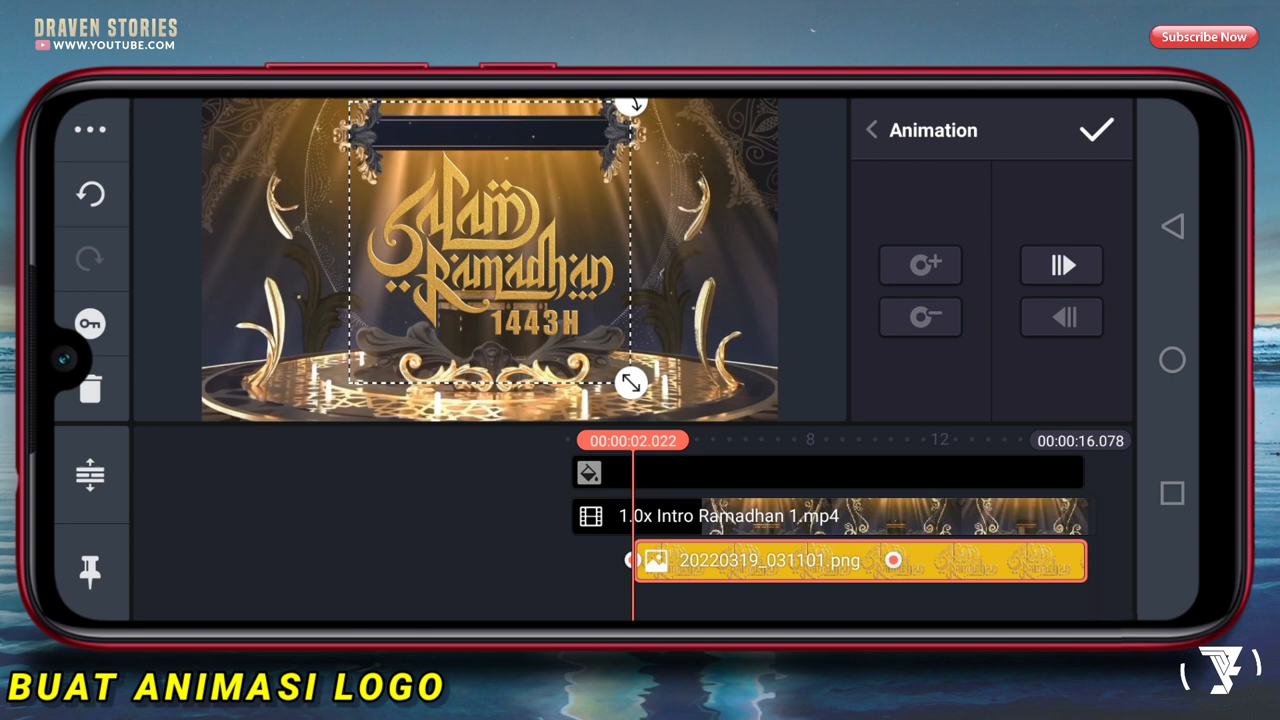 DRAVEN STORIES
WWW.YOUTUBE.COM
Subscribe Now
Animation
Salam
Ramadhan
1443H
00:00:02.022
8
12
00:00:16.078
1.0x Intro Ramadhan 1.mp4
20220319_031101.png
BUAT ANIMASI LOGO